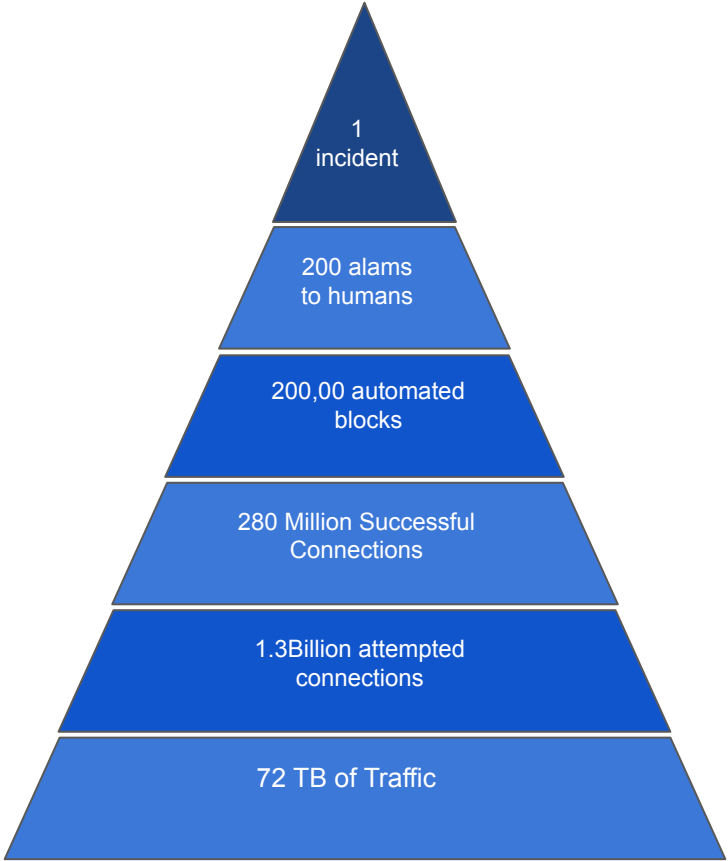 1
incident
200 alams
to humans
200,00 automated
blocks
280 Million Successful
Connections
1.3Billion attempted
connections
72 TB of Traffic